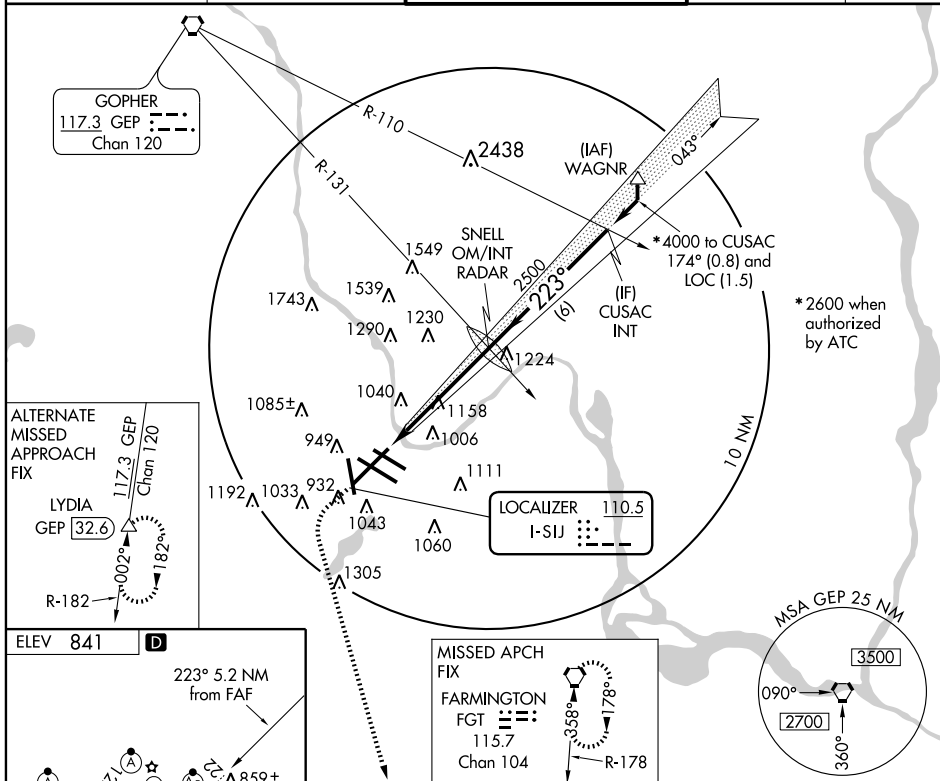 GOPHER
117.3 GEP
Chan 120
R-110
R-131
2438
(IAF)
WAGNR
043°
*4000 to CUSAC
174° (0.8) and
LOC (1.5)
*2600 when
authorized
by ATC
SNELL
OM/INT
RADAR
2500
223°
(6)
(IF)
CUSAC
INT
1549
1539
1743
1290
1230
1224
1040
1085±
1158
949
1006
1192
1033
932
1111
1043
1060
1305
10 NM
LOCALIZER 110.5
I-SIJ
ALTERNATE
MISSED
APPROACH
FIX
117.3 GEP
Chan 120
LYDIA
GEP 32.6
002°
182°
R-182
ELEV 841 D
223° 5.2 NM
from FAF
A
A
859±
MISSED APCH
FIX
FARMINGTON
FGT
115.7
Chan 104
358°
178°
R-178
MSA GEP 25 NM
3500
090°
2700
360°